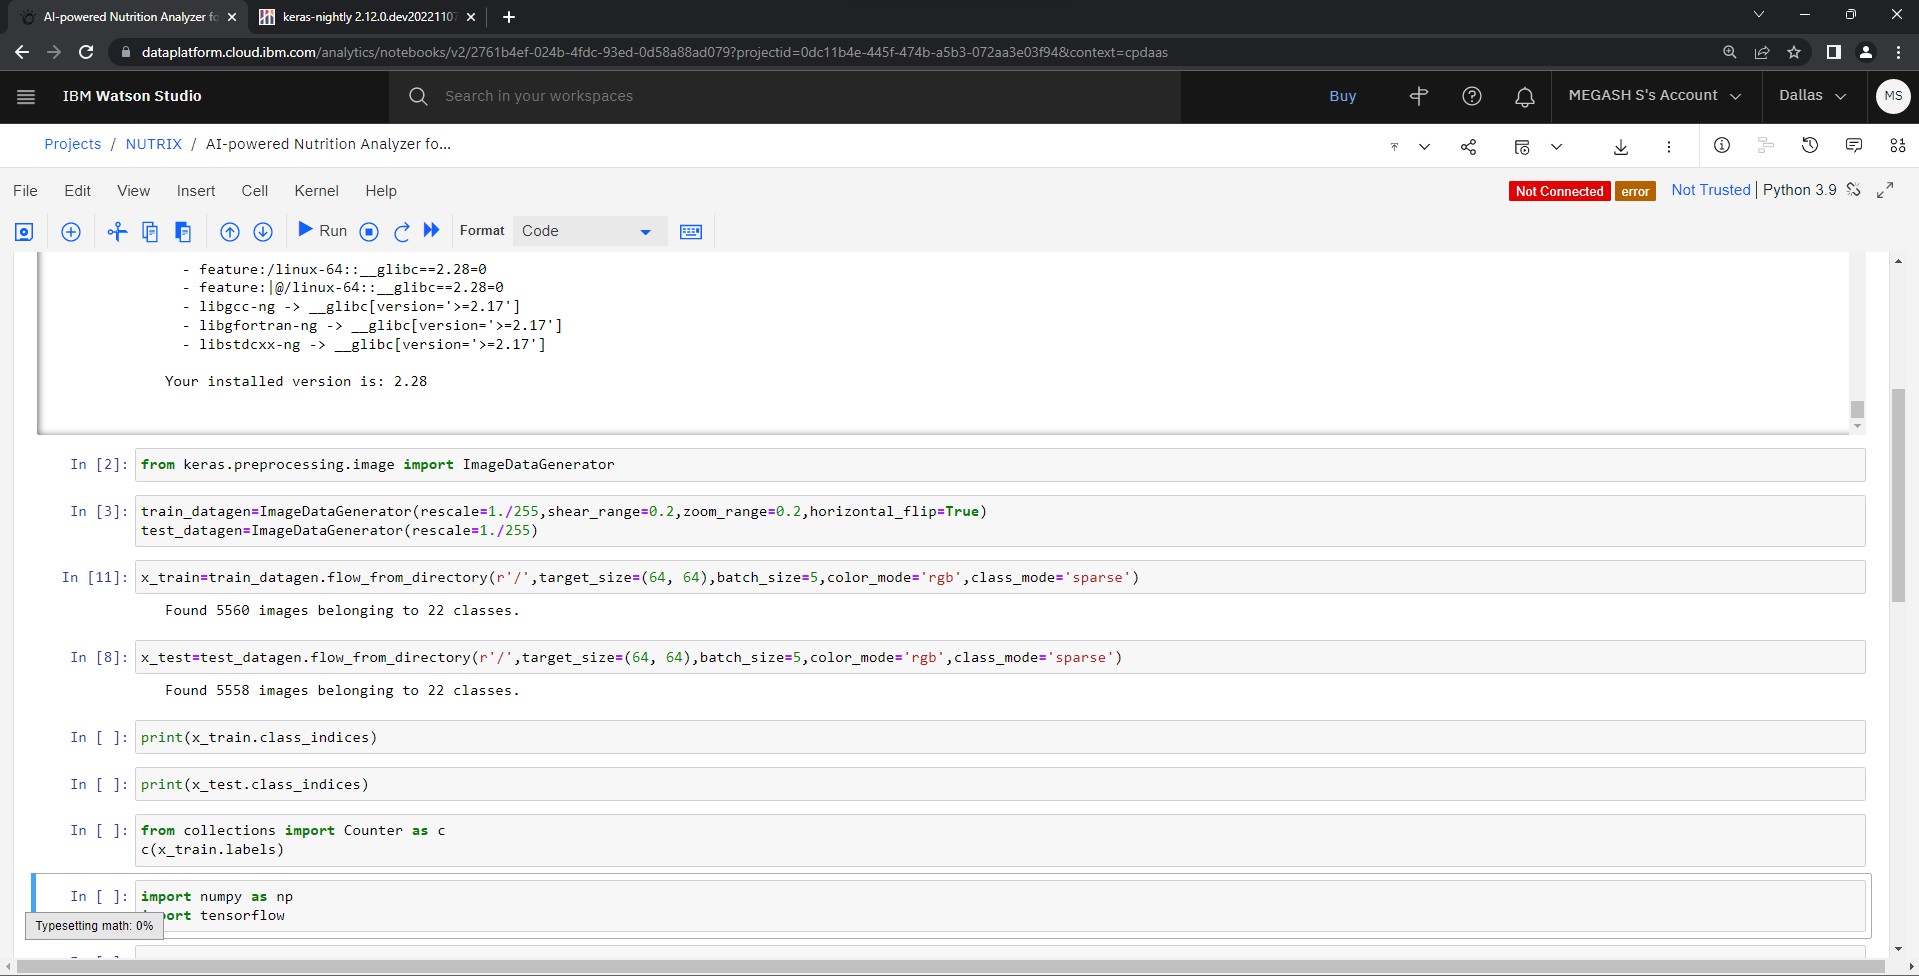 AI-powered Nutrition Analyzer fo
keras-nightly 2.12.0.dev20221107
dataplatform.cloud.ibm.com/analytics/notebooks/v2/2761b4ef-024b-4fdc-93ed-0d58a88ad079?projectid=0dc11b4e-445f-474b-a5b3-072aa3e03f94&context=cpdaas
IBM Watson Studio
Search in your workspaces
Buy
MEGASH S's Account
Dallas
MS
Projects / NUTRIX / AI-powered Nutrition Analyzer fo...
File Edit View Insert Cell Kernel Help
Not Connected error Not Trusted | Python 3.9
Run
Format Code
- feature:/linux-64::__glibc==2.28=0
- feature:|@/linux-64::__glibc==2.28=0
- libgcc-ng -> __glibc[version='>=2.17']
- libgfortran-ng -> __glibc[version='>=2.17']
- libstdcxx-ng -> __glibc[version='>=2.17']
Your installed version is: 2.28
In [2]: from keras.preprocessing.image import ImageDataGenerator
In [3]: train_datagen=ImageDataGenerator(rescale=1./255,shear_range=0.2,zoom_range=0.2,horizontal_flip=True)
test_datagen=ImageDataGenerator(rescale=1./255)
In [11]: x_train=train_datagen.flow_from_directory(r'/',target_size=(64, 64),batch_size=5,color_mode='rgb',class_mode='sparse')
Found 5560 images belonging to 22 classes.
In [8]: x_test=test_datagen.flow_from_directory(r'/',target_size=(64, 64),batch_size=5,color_mode='rgb',class_mode='sparse')
Found 5558 images belonging to 22 classes.
In [ ]: print(x_train.class_indices)
In [ ]: print(x_test.class_indices)
In [ ]: from collections import Counter as c
c(x_train.labels)
In [ ]: import numpy as np
ort tensorflow
Typesetting math: 0%